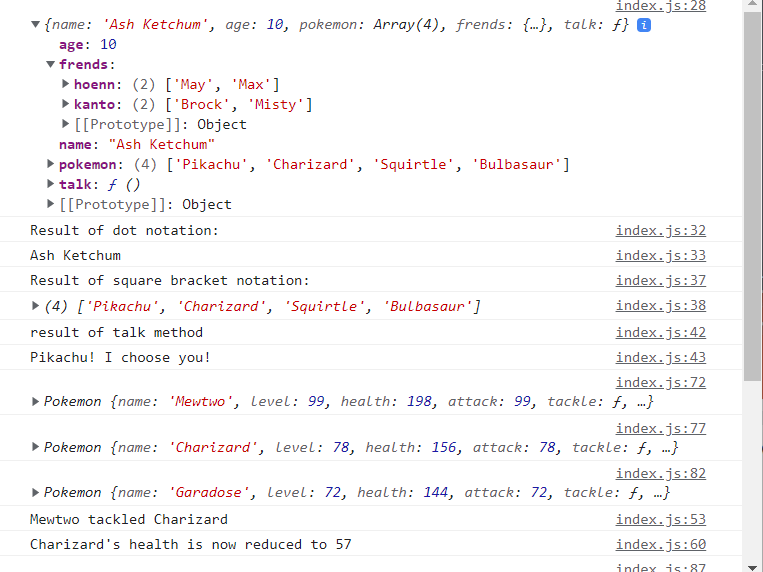 index.js:28
{name: 'Ash Ketchum', age: 10, pokemon: Array(4), frends: {…}, talk: ƒ} i
age: 10
frends:
hoenn: (2) ['May', 'Max']
kanto: (2) ['Brock', 'Misty']
[[Prototype]]: Object
name: "Ash Ketchum"
pokemon: (4) ['Pikachu', 'Charizard', 'Squirtle', 'Bulbasaur']
talk: ƒ ()
[[Prototype]]: Object
Result of dot notation: index.js:32
Ash Ketchum index.js:33
Result of square bracket notation: index.js:37
(4) ['Pikachu', 'Charizard', 'Squirtle', 'Bulbasaur'] index.js:38
result of talk method index.js:42
Pikachu! I choose you! index.js:43
index.js:72
Pokemon {name: 'Mewtwo', level: 99, health: 198, attack: 99, tackle: ƒ, …}
index.js:77
Pokemon {name: 'Charizard', level: 78, health: 156, attack: 78, tackle: ƒ, …}
index.js:82
Pokemon {name: 'Garadose', level: 72, health: 144, attack: 72, tackle: ƒ, …}
Mewtwo tackled Charizard index.js:53
Charizard's health is now reduced to 57 index.js:60
index.js:87